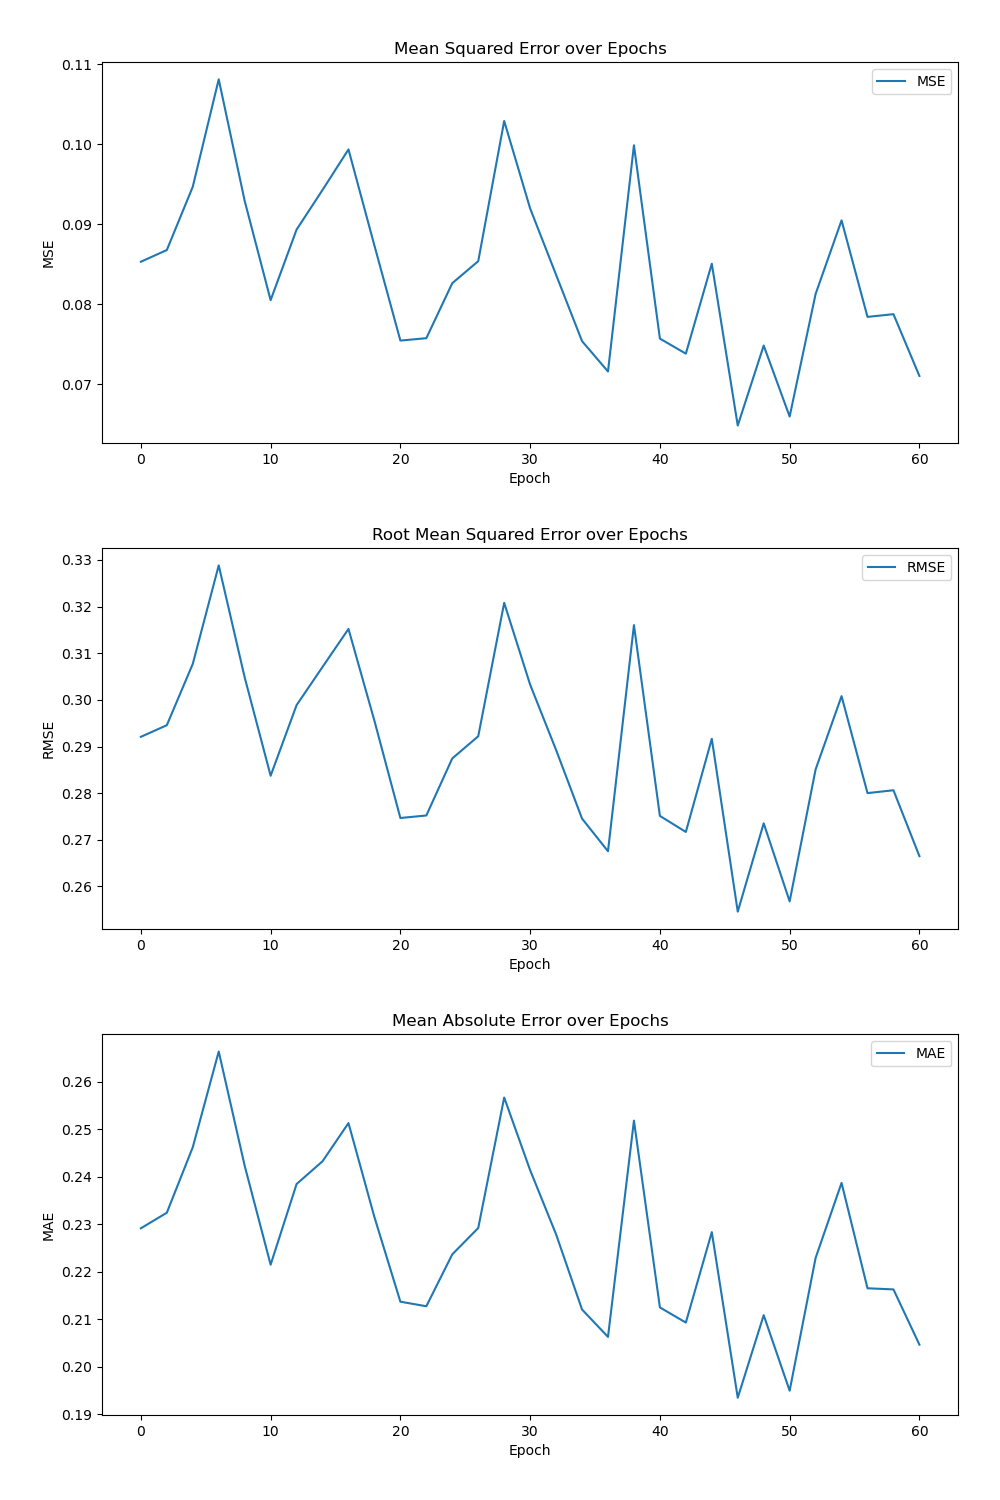 Mean Squared Error over Epochs
MSE
0.11
0.10
0.09
0.08
0.07
MSE
0 10 20 30 40 50 60
Epoch
Root Mean Squared Error over Epochs
RMSE
0.33
0.32
0.31
0.30
0.29
0.28
0.27
0.26
RMSE
0 10 20 30 40 50 60
Epoch
Mean Absolute Error over Epochs
MAE
0.26
0.25
0.24
0.23
0.22
0.21
0.20
0.19
MAE
0 10 20 30 40 50 60
Epoch